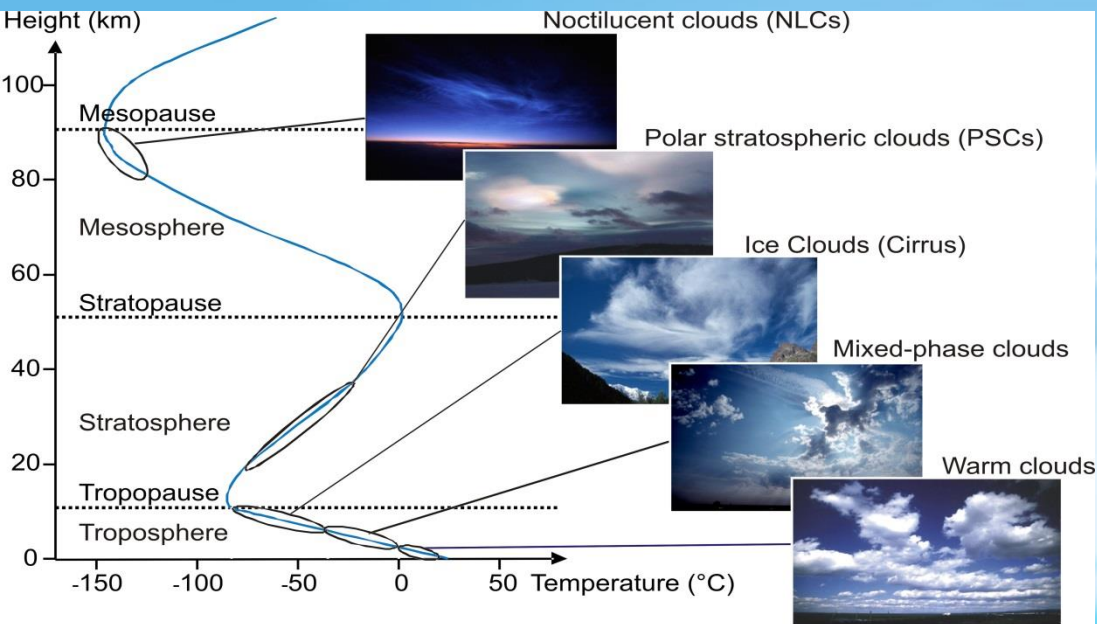 Height (km)
Noctilucent clouds (NLCs)
100
Mesopause
Polar stratospheric clouds (PSCs)
80
Mesosphere
Ice Clouds (Cirrus)
60
Stratopause
Mixed-phase clouds
40
Stratosphere
20
Warm clouds
Tropopause
Troposphere
0
-150 -100 -50 0 50 Temperature (°C)